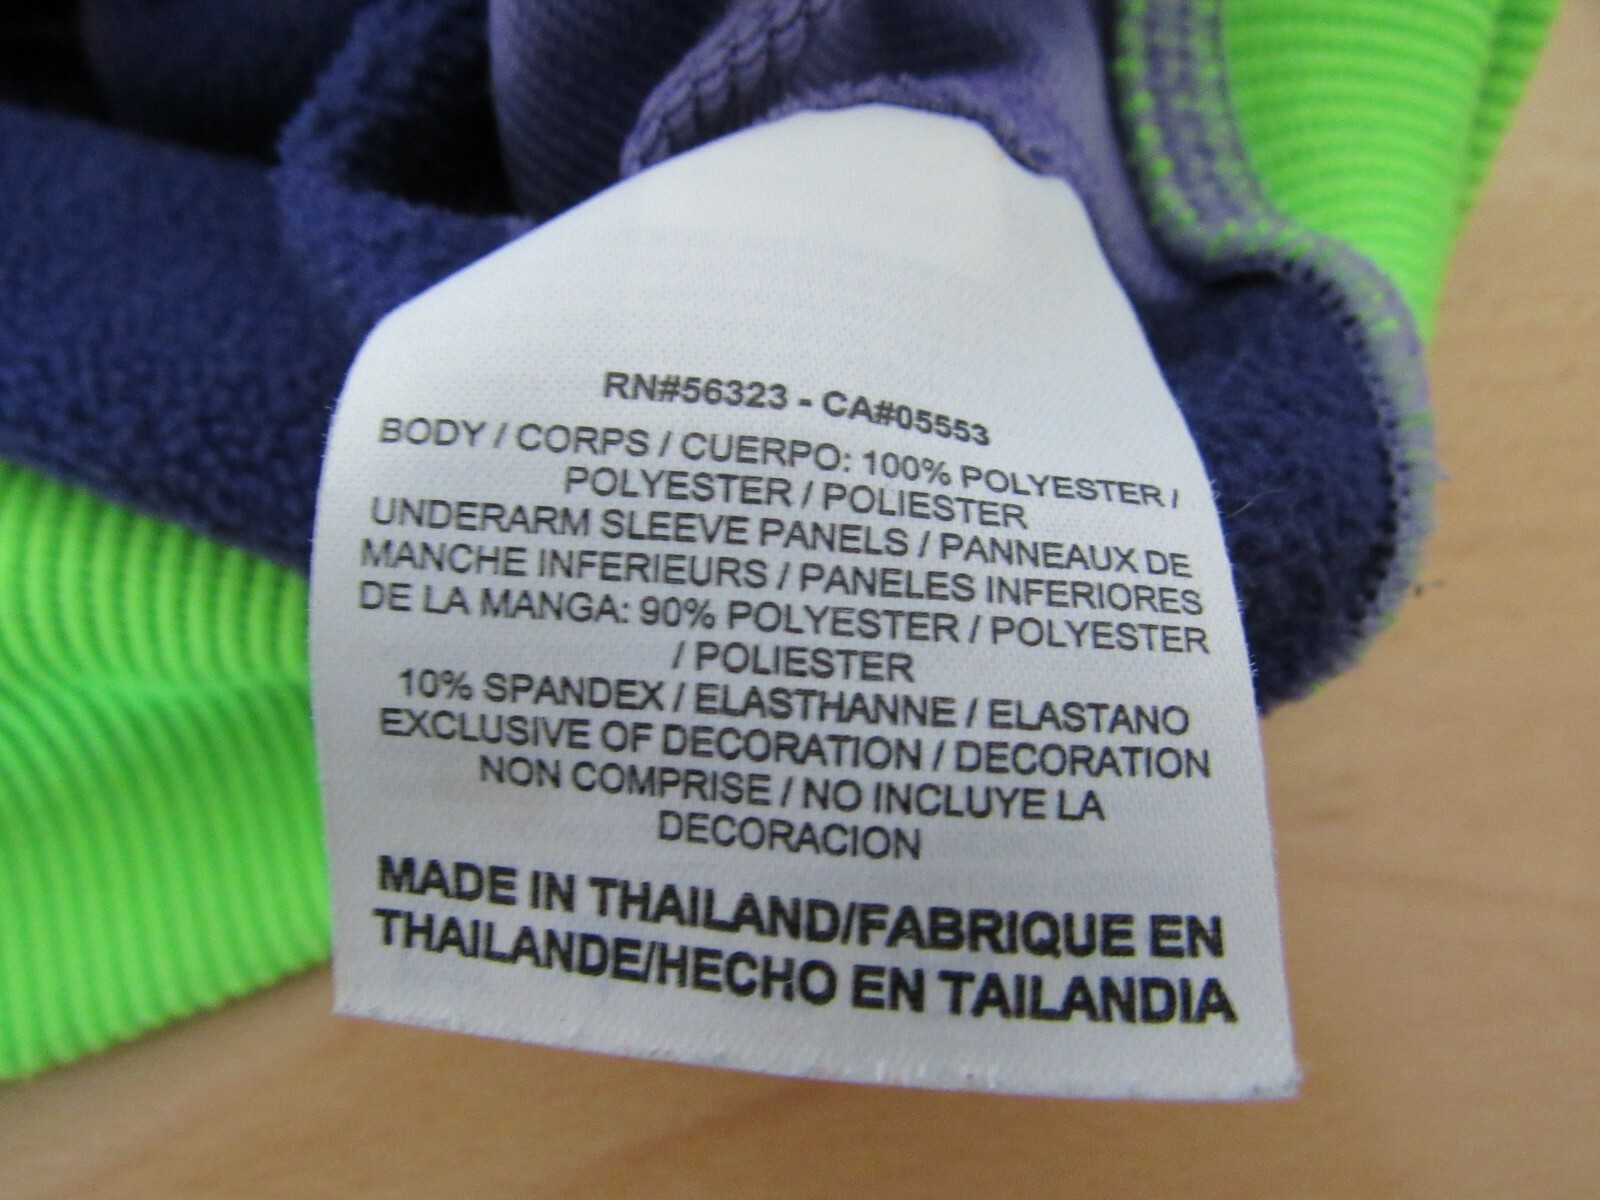 RN#56323 - CA#05553
BODY / CORPS / CUERPO: 100% POLYESTER /
POLYESTER / POLIESTER
UNDERARM SLEEVE PANELS / PANNEAUX DE
MANCHE INFERIEURS / PANELES INFERIORES
DE LA MANGA: 90% POLYESTER / POLYESTER
/ POLIESTER
10% SPANDEX / ELASTHANNE / ELASTANO
EXCLUSIVE OF DECORATION / DECORATION
NON COMPRISE / NO INCLUYE LA
DECORACION
MADE IN THAILAND/FABRIQUE EN
THAILANDE/HECHO EN TAILANDIA